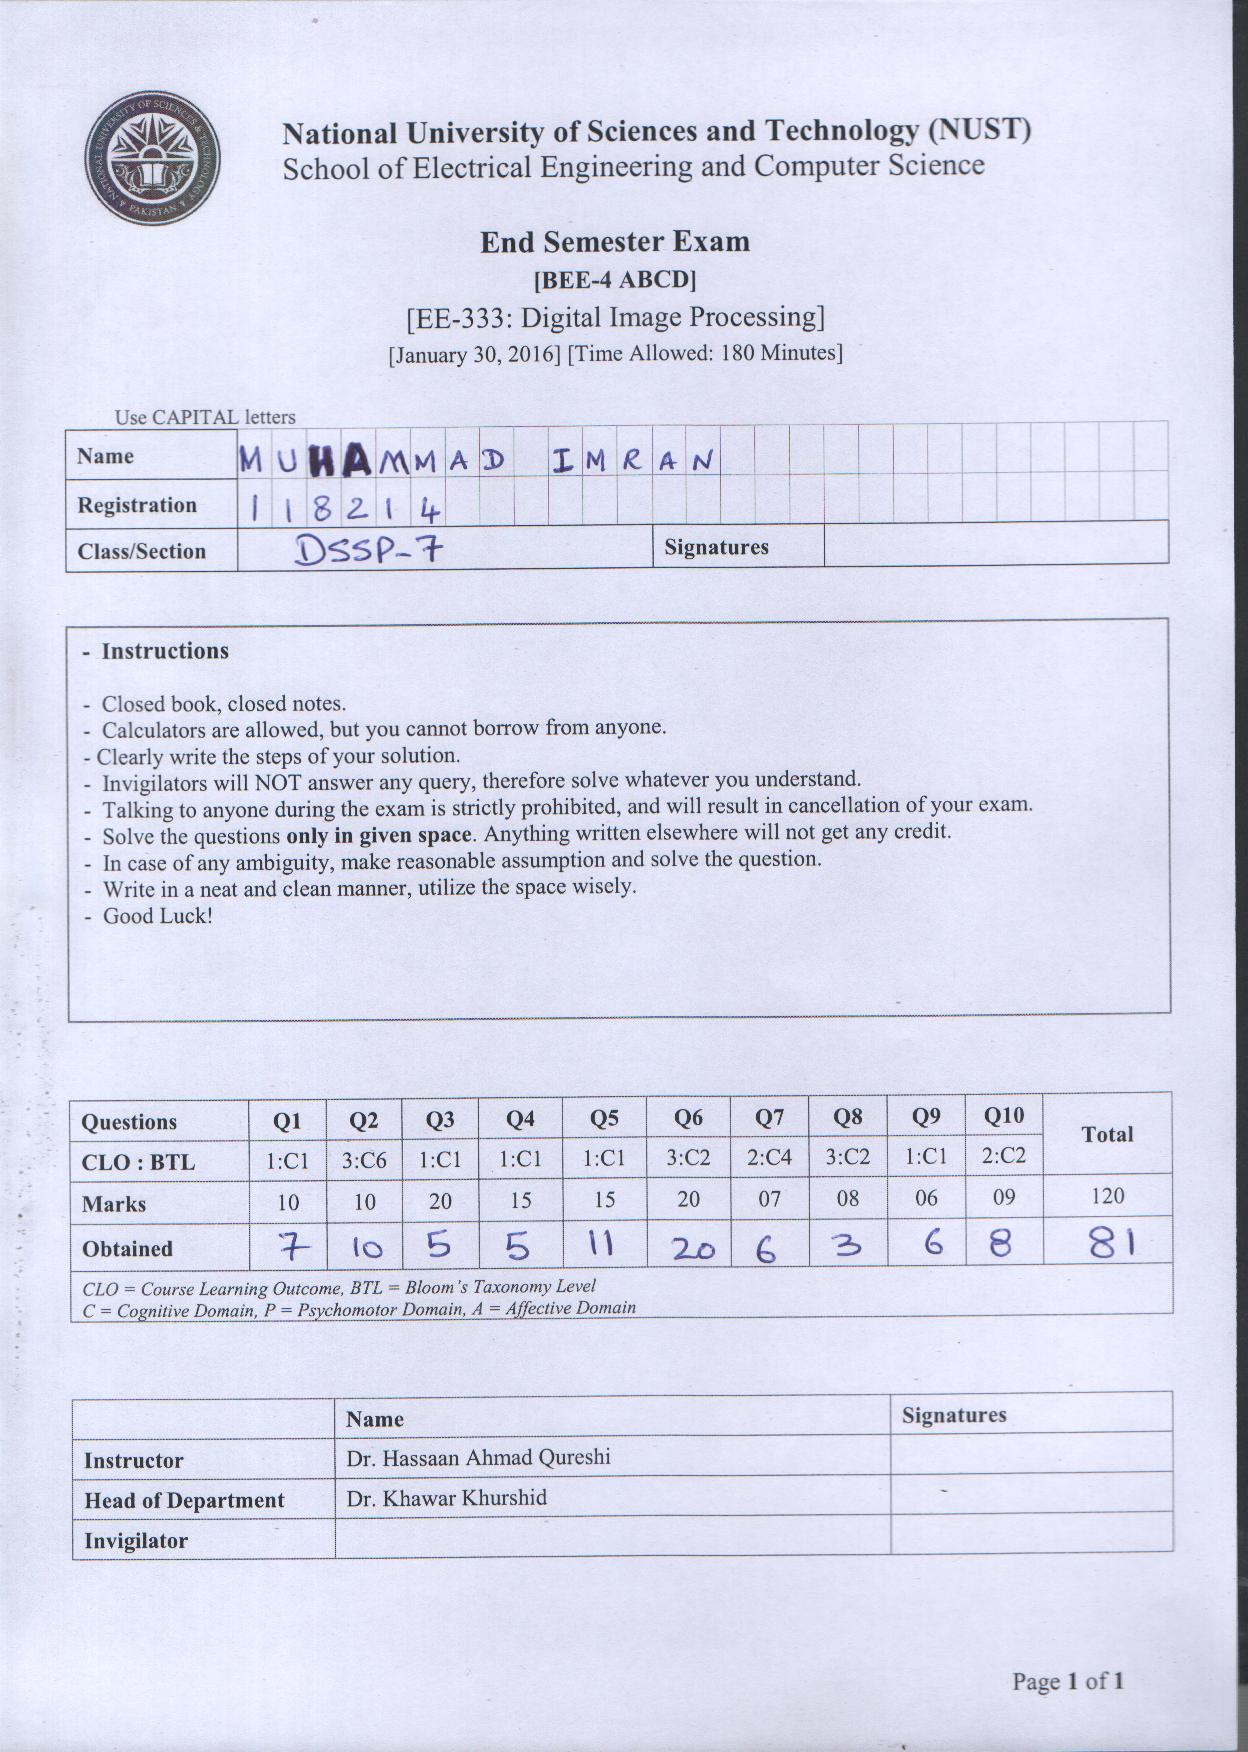 NATIONAL UNIVERSITY OF SCIENCES & TECHNOLOGY
PAKISTAN
National University of Sciences and Technology (NUST)
School of Electrical Engineering and Computer Science
End Semester Exam
[BEE-4 ABCD]
[EE-333: Digital Image Processing]
[January 30, 2016] [Time Allowed: 180 Minutes]
Use CAPITAL letters
Name MUHAMMAD IMRAN
Registration 118214
Class/Section DSSP-7 Signatures
- Instructions
- Closed book, closed notes.
- Calculators are allowed, but you cannot borrow from anyone.
- Clearly write the steps of your solution.
- Invigilators will NOT answer any query, therefore solve whatever you understand.
- Talking to anyone during the exam is strictly prohibited, and will result in cancellation of your exam.
- Solve the questions only in given space. Anything written elsewhere will not get any credit.
- In case of any ambiguity, make reasonable assumption and solve the question.
- Write in a neat and clean manner, utilize the space wisely.
- Good Luck!
Questions Q1 Q2 Q3 Q4 Q5 Q6 Q7 Q8 Q9 Q10 Total
CLO : BTL 1:C1 3:C6 1:C1 1:C1 1:C1 3:C2 2:C4 3:C2 1:C1 2:C2
Marks 10 10 20 15 15 20 07 08 06 09 120
Obtained 7 10 5 5 11 20 6 3 6 8 81
CLO = Course Learning Outcome, BTL = Bloom's Taxonomy Level
C = Cognitive Domain, P = Psychomotor Domain, A = Affective Domain
Name Signatures
Instructor Dr. Hassaan Ahmad Qureshi
Head of Department Dr. Khawar Khurshid
Invigilator
Page 1 of 1